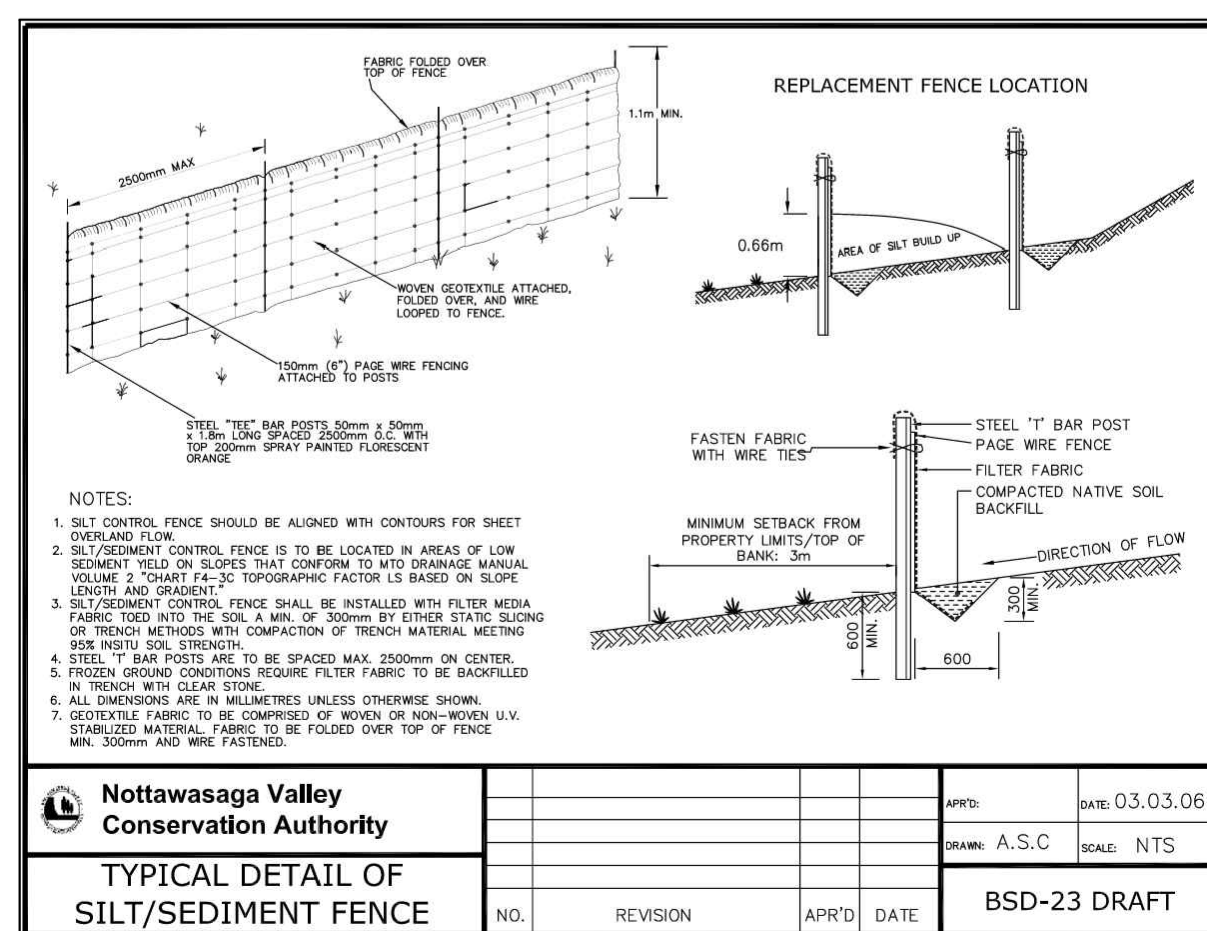 FABRIC FOLDED OVER
TOP OF FENCE
1.1m MIN.
2500mm MAX
WOVEN GEOTEXTILE ATTACHED,
FOLDED OVER, AND WIRE
LOOPED TO FENCE.
150mm (6") PAGE WIRE FENCING
ATTACHED TO POSTS
STEEL "TEE" BAR POSTS 50mm x 50mm
x 1.8m LONG SPACED 2500mm O.C. WITH
TOP 200mm SPRAY PAINTED FLORESCENT
ORANGE
REPLACEMENT FENCE LOCATION
0.66m
AREA OF SILT BUILD UP
FASTEN FABRIC
WITH WIRE TIES
STEEL 'T' BAR POST
PAGE WIRE FENCE
FILTER FABRIC
COMPACTED NATIVE SOIL
BACKFILL
MINIMUM SETBACK FROM
PROPERTY LIMITS/TOP OF
BANK: 3m
DIRECTION OF FLOW
300
MIN.
600
MIN.
600
NOTES:
1. SILT CONTROL FENCE SHOULD BE ALIGNED WITH CONTOURS FOR SHEET
OVERLAND FLOW.
2. SILT/SEDIMENT CONTROL FENCE IS TO BE LOCATED IN AREAS OF LOW
SEDIMENT YIELD ON SLOPES THAT CONFORM TO MTO DRAINAGE MANUAL
VOLUME 2 "CHART F4-3C TOPOGRAPHIC FACTOR LS BASED ON SLOPE
LENGTH AND GRADIENT."
3. SILT/SEDIMENT CONTROL FENCE SHALL BE INSTALLED WITH FILTER MEDIA
FABRIC TOED INTO THE SOIL A MIN. OF 300mm BY EITHER STATIC SLICING
OR TRENCH METHODS WITH COMPACTION OF TRENCH MATERIAL MEETING
95% INSITU SOIL STRENGTH.
4. STEEL 'T' BAR POSTS ARE TO BE SPACED MAX. 2500mm ON CENTER.
5. FROZEN GROUND CONDITIONS REQUIRE FILTER FABRIC TO BE BACKFILLED
IN TRENCH WITH CLEAR STONE.
6. ALL DIMENSIONS ARE IN MILLIMETRES UNLESS OTHERWISE SHOWN.
7. GEOTEXTILE FABRIC TO BE COMPRISED OF WOVEN OR NON-WOVEN U.V.
STABILIZED MATERIAL. FABRIC TO BE FOLDED OVER TOP OF FENCE
MIN. 300mm AND WIRE FASTENED.
Nottawasaga Valley
Conservation Authority
TYPICAL DETAIL OF
SILT/SEDIMENT FENCE
NO. REVISION APR'D DATE
APR'D: DATE: 03.03.06
DRAWN: A.S.C SCALE: NTS
BSD-23 DRAFT